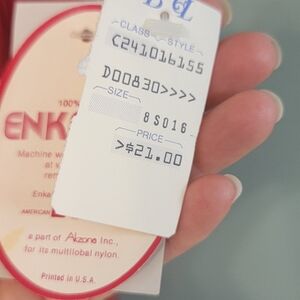 CLASS STYLE
C241016155
D00830>>>>
SIZE
8S016
PRICE
>$21.00
100%
ENK
Machine w
at
rem
Enka
AMERICAN
a part of Akzona Inc.,
for its multilobal nylon.
Printed in U.S.A.